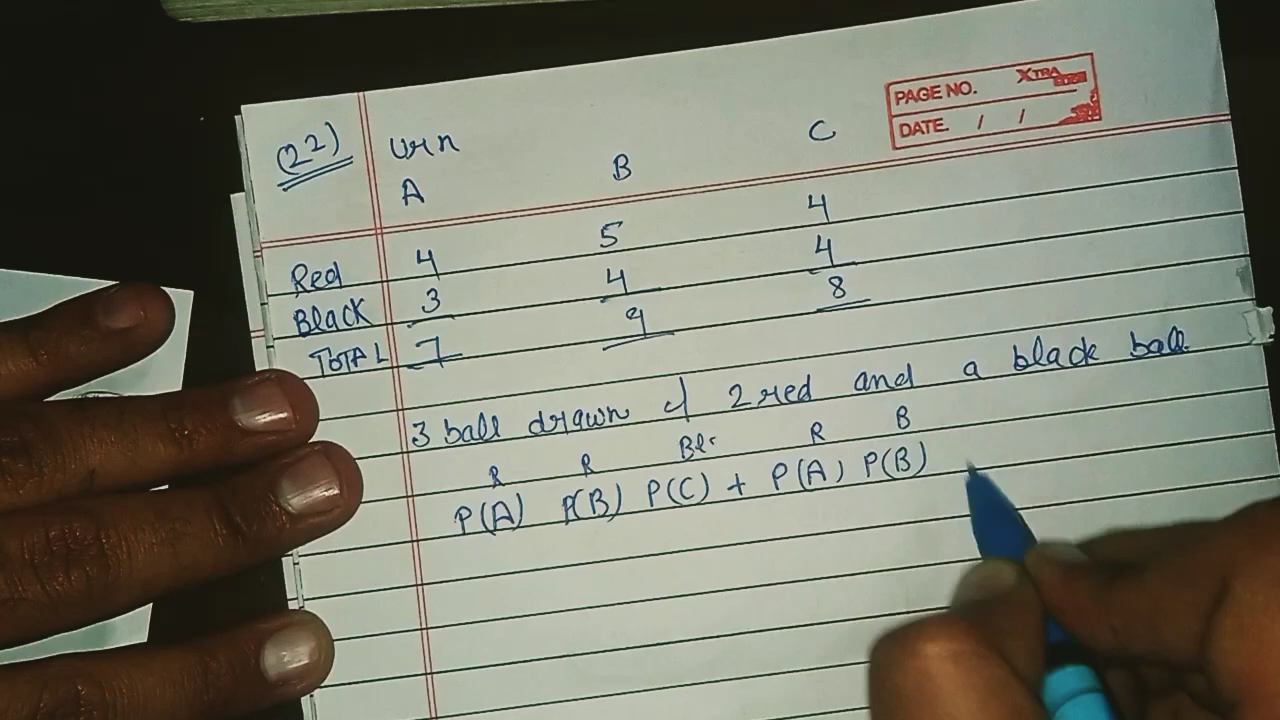 PAGE NO.
DATE. / /
(22) Urn
A B C
Red 4 5 4
Black 3 4 4
TOTAL 7 9 8
3 ball drawn of 2 red and a black ball
R R Bl. R B
P(A) P(B) P(C) + P(A) P(B)